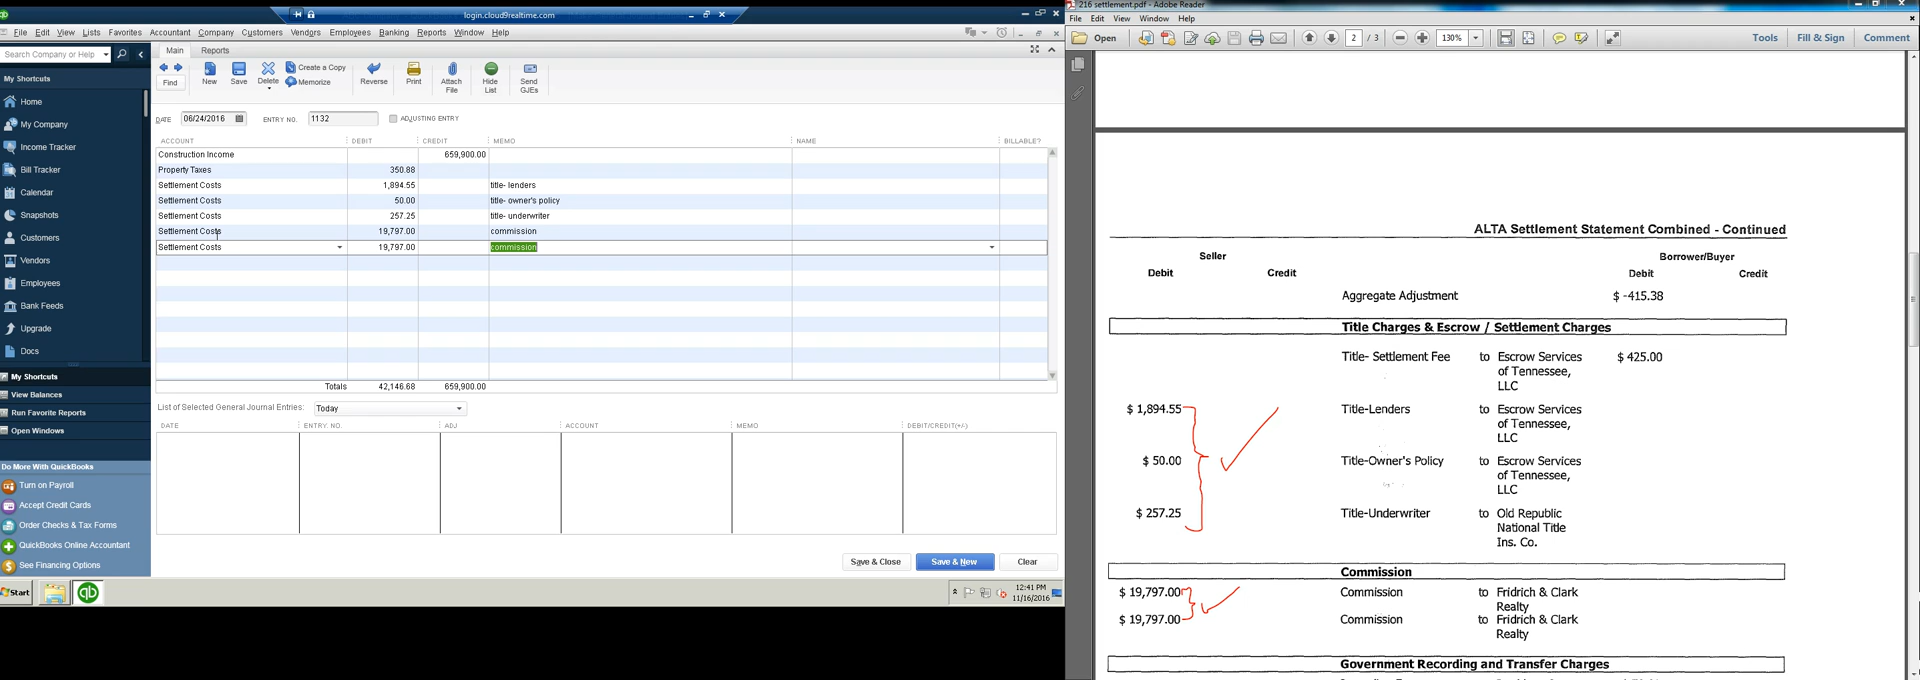 login.cloud9realtime.com
File Edit View Lists Favorites Accountant Company Customers Vendors Employees Banking Reports Window Help
Search Company or Help
My Shortcuts
Home
My Company
Income Tracker
Bill Tracker
Calendar
Snapshots
Customers
Vendors
Employees
Bank Feeds
Upgrade
Docs
My Shortcuts
View Balances
Run Favorite Reports
Open Windows
Do More With QuickBooks
Turn on Payroll
Accept Credit Cards
Order Checks & Tax Forms
QuickBooks Online Accountant
See Financing Options
Start
Main Reports
Find New Save Delete Create a Copy Memorize Reverse Print Attach File Hide List Send GJEs
DATE 06/24/2016 ENTRY NO. 1132 ADJUSTING ENTRY
ACCOUNT DEBIT CREDIT MEMO NAME BILLABLE?
Construction Income 659,900.00
Property Taxes 350.88
Settlement Costs 1,894.55 title- lenders
Settlement Costs 50.00 title- owner's policy
Settlement Costs 257.25 title- underwriter
Settlement Costs 19,797.00 commission
Settlement Costs 19,797.00 commission
Totals 42,146.68 659,900.00
List of Selected General Journal Entries: Today
DATE ENTRY. NO. ADJ ACCOUNT MEMO DEBIT/CREDIT(+/-)
Save & Close Save & New Clear
12:41 PM
11/16/2016
216 settlement.pdf - Adobe Reader
File Edit View Window Help
Open 2 / 3 130% Tools Fill & Sign Comment
ALTA Settlement Statement Combined - Continued
Seller Borrower/Buyer
Debit Credit Debit Credit
Aggregate Adjustment $ -415.38
Title Charges & Escrow / Settlement Charges
Title- Settlement Fee to Escrow Services $ 425.00
of Tennessee,
LLC
$ 1,894.55 Title-Lenders to Escrow Services
of Tennessee,
LLC
$ 50.00 Title-Owner's Policy to Escrow Services
of Tennessee,
LLC
$ 257.25 Title-Underwriter to Old Republic
National Title
Ins. Co.
Commission
$ 19,797.00 Commission to Fridrich & Clark
Realty
$ 19,797.00 Commission to Fridrich & Clark
Realty
Government Recording and Transfer Charges